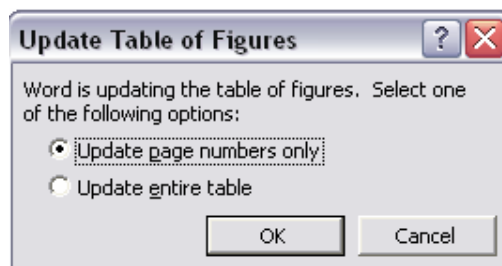 Update Table of Figures
Word is updating the table of figures. Select one
of the following options:
Update page numbers only
Update entire table
OK Cancel